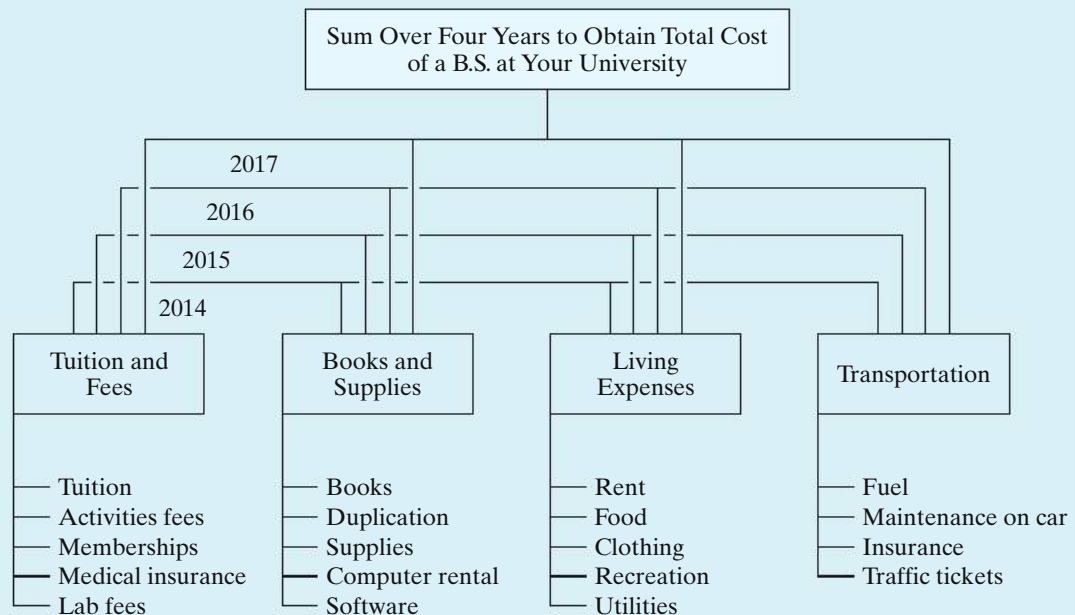 Sum Over Four Years to Obtain Total Cost
of a B.S. at Your University
2017
2016
2015
2014
Tuition and
Fees
Books and
Supplies
Living
Expenses
Transportation
Tuition
Activities fees
Memberships
Medical insurance
Lab fees
Books
Duplication
Supplies
Computer rental
Software
Rent
Food
Clothing
Recreation
Utilities
Fuel
Maintenance on car
Insurance
Traffic tickets